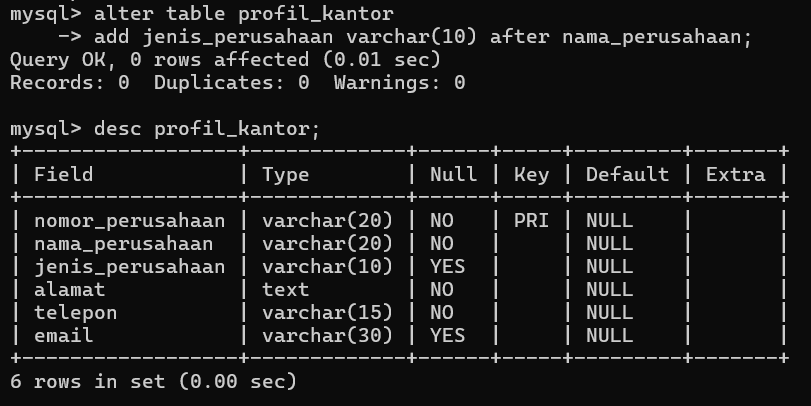 mysql> alter table profil_kantor
    -> add jenis_perusahaan varchar(10) after nama_perusahaan;
Query OK, 0 rows affected (0.01 sec)
Records: 0  Duplicates: 0  Warnings: 0

mysql> desc profil_kantor;
+------------------+-------------+------+-----+---------+-------+
| Field            | Type        | Null | Key | Default | Extra |
+------------------+-------------+------+-----+---------+-------+
| nomor_perusahaan | varchar(20) | NO   | PRI | NULL    |       |
| nama_perusahaan  | varchar(20) | NO   |     | NULL    |       |
| jenis_perusahaan | varchar(10) | YES  |     | NULL    |       |
| alamat           | text        | NO   |     | NULL    |       |
| telepon          | varchar(15) | NO   |     | NULL    |       |
| email            | varchar(30) | YES  |     | NULL    |       |
+------------------+-------------+------+-----+---------+-------+
6 rows in set (0.00 sec)